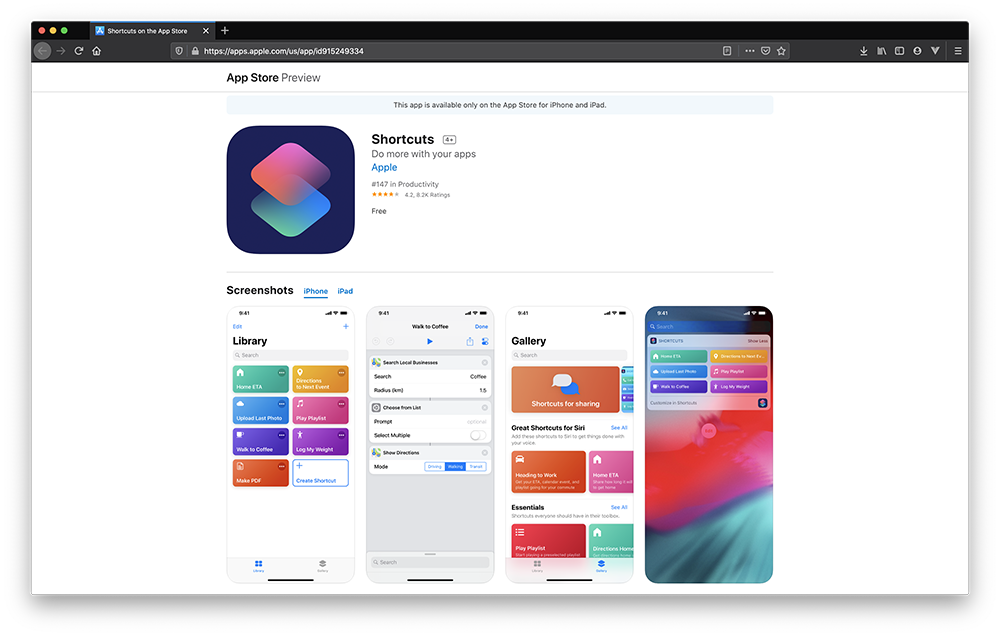 Shortcuts on the App Store
https://apps.apple.com/us/app/id915249334
App Store Preview
This app is available only on the App Store for iPhone and iPad.
Shortcuts 4+
Do more with your apps
Apple
#147 in Productivity
4.2, 8.2K Ratings
Free
Screenshots iPhone iPad
9:41
Edit
Library
Search
Home ETA
Directions
to Next Event
Upload Last Photo
Play Playlist
Walk to Coffee
Log My Weight
Make PDF
Create Shortcut
Library
Gallery
9:41
Walk to Coffee
Done
Search Local Businesses
Search Coffee
Radius (km) 1.5
Choose from List
Prompt optional
Select Multiple
Show Directions
Mode Driving Walking Transit
Search
9:41
Gallery
Search
Shortcuts for sharing
Great Shortcuts for Siri See All
Add these shortcuts to Siri to get things done with
your voice.
Heading to Work
Get your ETA, calendar event, and
playlist going for your commute.
Home ETA
Share how long it will
to get home.
Essentials See All
Shortcuts everyone should have in their toolbox.
Play Playlist
Start playing a preselected playlist
Directions Home
Library
Gallery
9:41
Search
SHORTCUTS Show Less
Home ETA
Directions to Next Ev...
Upload Last Photo
Play Playlist
Walk to Coffee
Log My Weight
Customize in Shortcuts